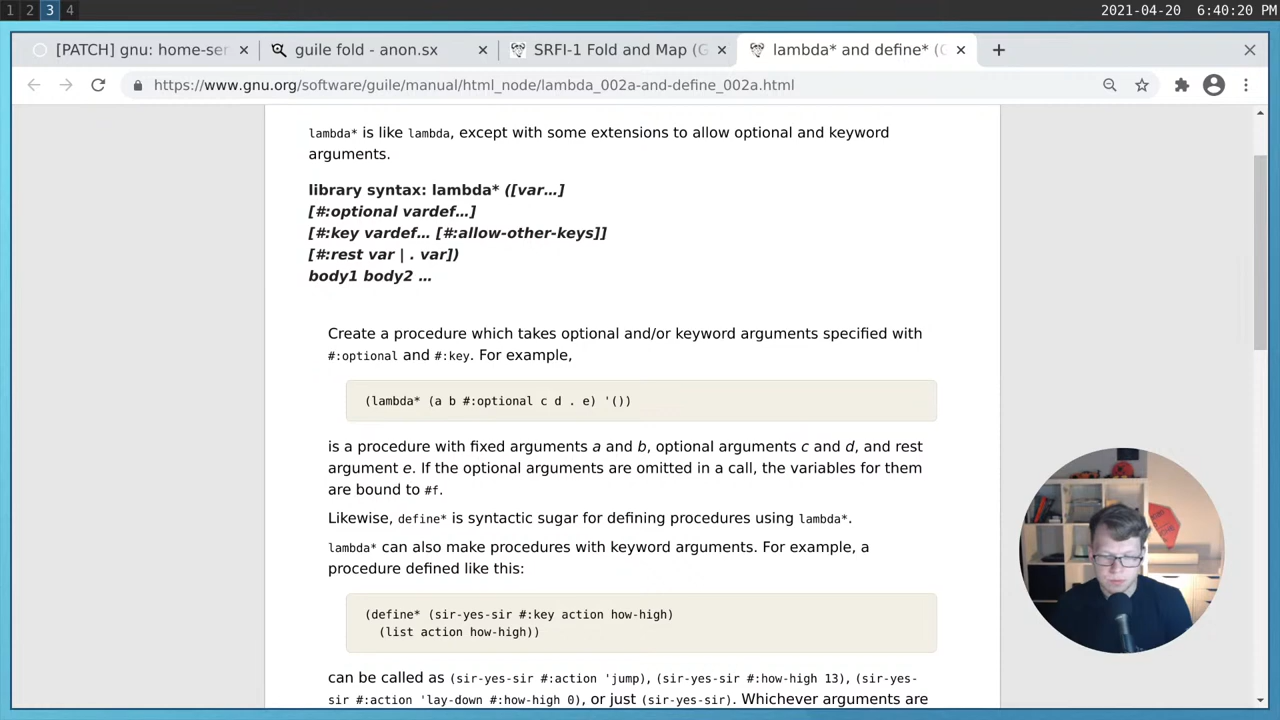 1 2 3 4 2021-04-20 6:40:20 PM
[PATCH] gnu: home-ser guile fold - anon.sx SRFI-1 Fold and Map (G lambda* and define* (G
https://www.gnu.org/software/guile/manual/html_node/lambda_002a-and-define_002a.html
lambda* is like lambda, except with some extensions to allow optional and keyword
arguments.
library syntax: lambda* ([var…]
[#:optional vardef…]
[#:key vardef… [#:allow-other-keys]]
[#:rest var | . var])
body1 body2 …
Create a procedure which takes optional and/or keyword arguments specified with
#:optional and #:key. For example,
(lambda* (a b #:optional c d . e) '())
is a procedure with fixed arguments a and b, optional arguments c and d, and rest
argument e. If the optional arguments are omitted in a call, the variables for them
are bound to #f.
Likewise, define* is syntactic sugar for defining procedures using lambda*.
lambda* can also make procedures with keyword arguments. For example, a
procedure defined like this:
(define* (sir-yes-sir #:key action how-high)
(list action how-high))
can be called as (sir-yes-sir #:action 'jump), (sir-yes-sir #:how-high 13), (sir-yes-
sir #:action 'lay-down #:how-high 0), or just (sir-yes-sir). Whichever arguments are